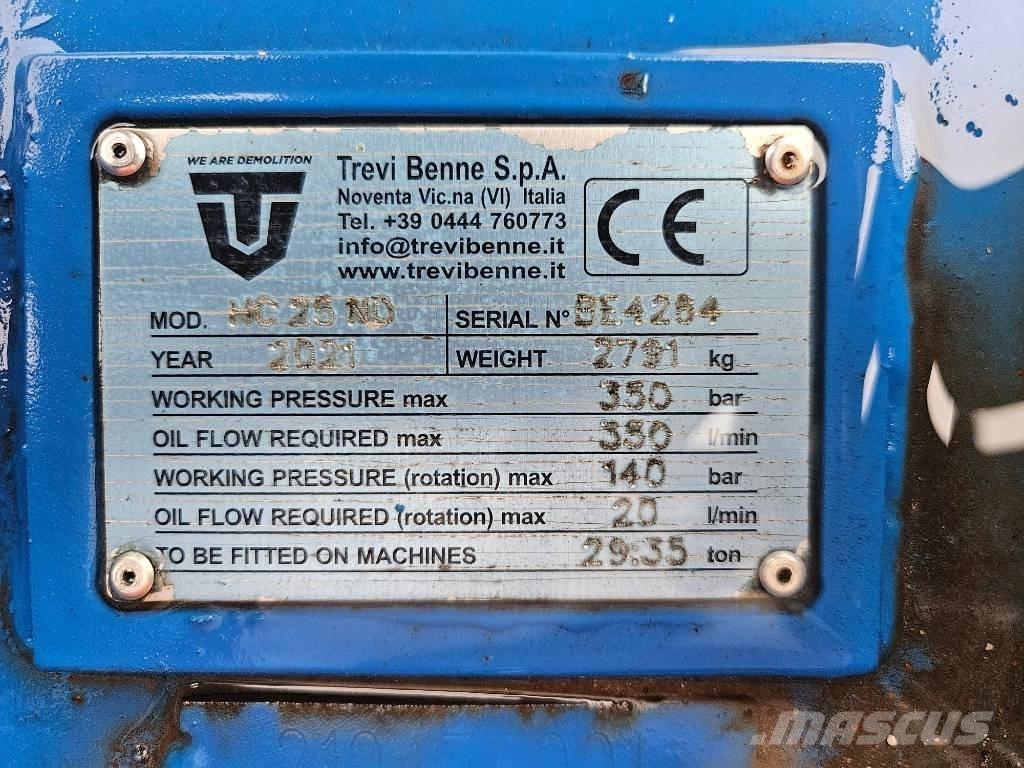 WE ARE DEMOLITION
Trevi Benne S.p.A.
Noventa Vic.na (VI) Italia
Tel. +39 0444 760773
info@trevibenne.it
www.trevibenne.it
CE
MOD. HC 25 ND SERIAL N° BE4284
YEAR 2021 WEIGHT 2791 kg
WORKING PRESSURE max 350 bar
OIL FLOW REQUIRED max 350 l/min
WORKING PRESSURE (rotation) max 140 bar
OIL FLOW REQUIRED (rotation) max 20 l/min
TO BE FITTED ON MACHINES 29:35 ton
MASCUS